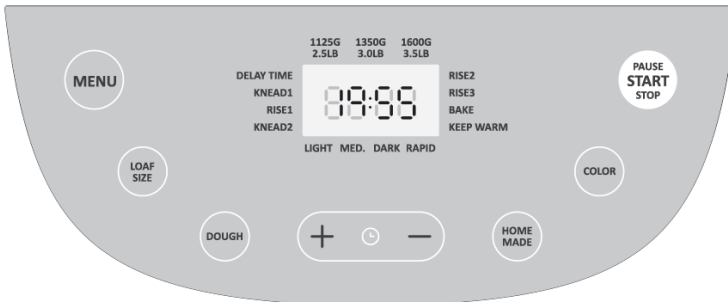 1125G 1350G 1600G
2.5LB 3.0LB 3.5LB
MENU
PAUSE
START
STOP
DELAY TIME
KNEAD1
RISE1
KNEAD2
19:55
RISE2
RISE3
BAKE
KEEP WARM
LIGHT MED. DARK RAPID
LOAF
SIZE
COLOR
DOUGH
+ −
HOME
MADE